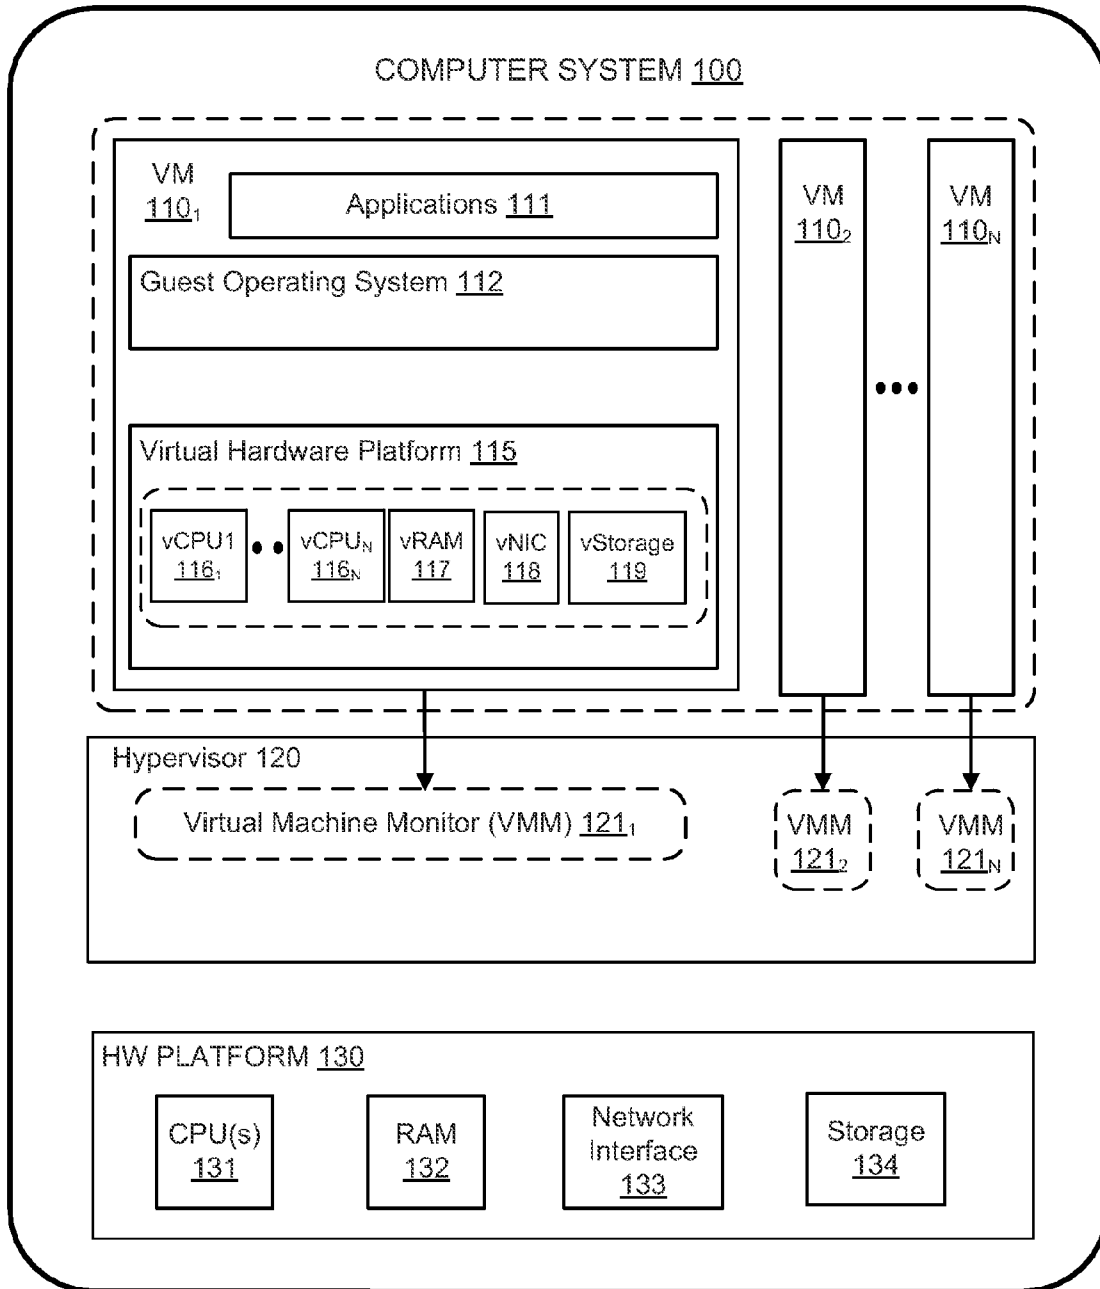 COMPUTER SYSTEM 100
VM
110₁
Applications 111
VM
110₂
VM
110ₙ
Guest Operating System 112
Virtual Hardware Platform 115
vCPU1
116₁
vCPUₙ
116ₙ
vRAM
117
vNIC
118
vStorage
119
Hypervisor 120
Virtual Machine Monitor (VMM) 121₁
VMM
121₂
VMM
121ₙ
HW PLATFORM 130
CPU(s)
131
RAM
132
Network
Interface
133
Storage
134